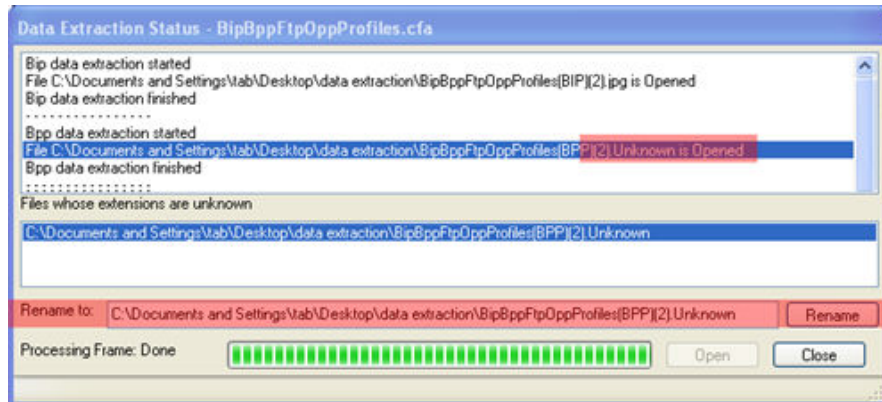 Data Extraction Status - BipBppFtpOppProfiles.cfa
Bip data extraction started
File C:\Documents and Settings\tab\Desktop\data extraction\BipBppFtpOppProfiles(BIP)(2).jpg is Opened
Bip data extraction finished
- - - - - - - - - - - - - - - -
Bpp data extraction started
File C:\Documents and Settings\tab\Desktop\data extraction\BipBppFtpOppProfiles(BPP)(2).Unknown is Opened
Bpp data extraction finished
: : : : : : : : : : : : : : : :
Files whose extensions are unknown
C:\Documents and Settings\tab\Desktop\data extraction\BipBppFtpOppProfiles(BPP)(2).Unknown
Rename to: C:\Documents and Settings\tab\Desktop\data extraction\BipBppFtpOppProfiles(BPP)(2).Unknown Rename
Processing Frame: Done Open Close